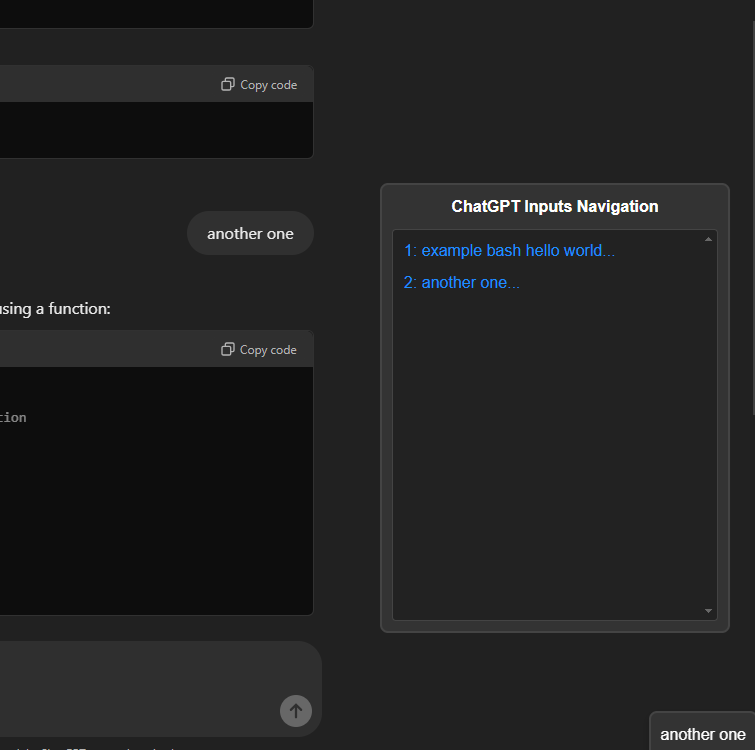 Copy code
another one
using a function:
Copy code
tion
ChatGPT Inputs Navigation
1: example bash hello world...
2: another one...
another one